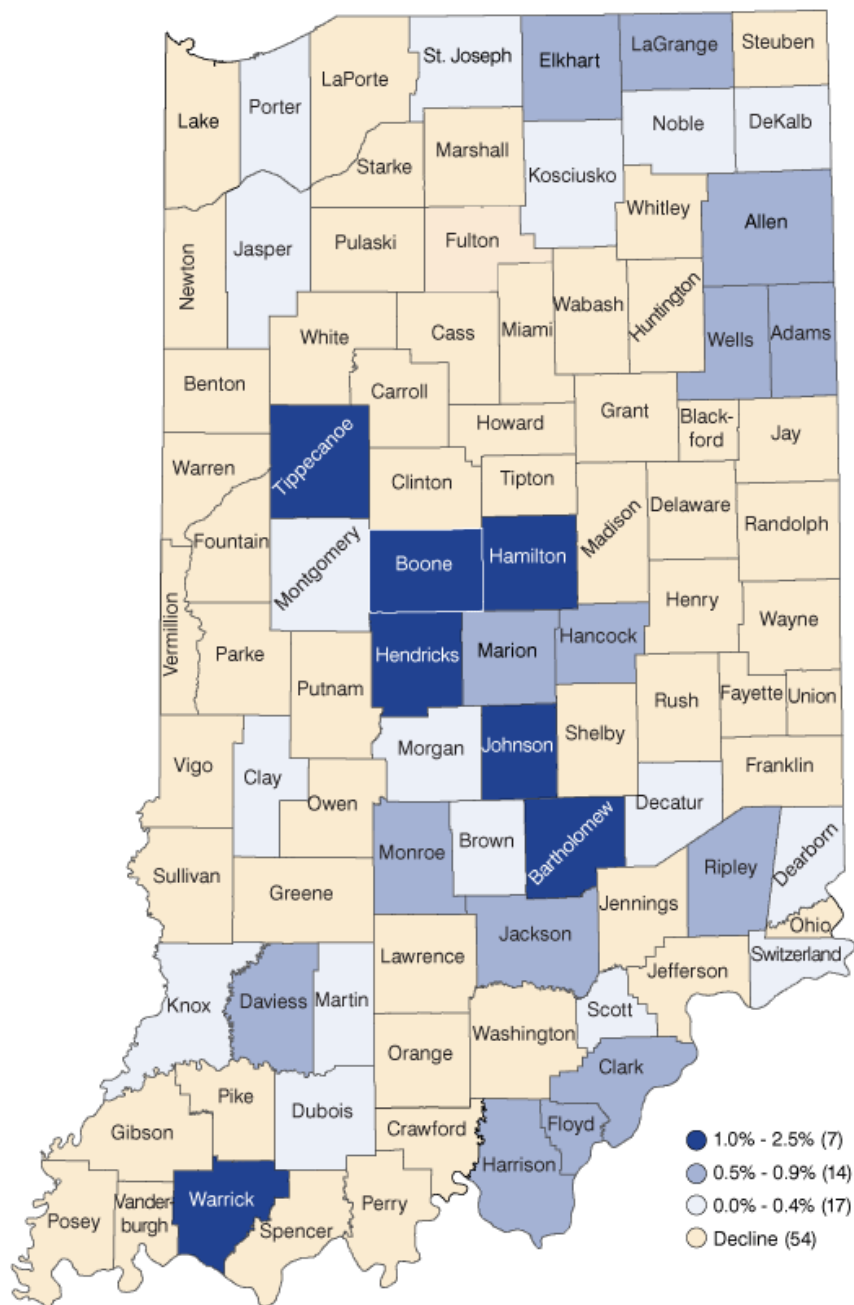 St. Joseph
Elkhart
LaGrange
Steuben
LaPorte
Porter
Lake
Noble
DeKalb
Marshall
Starke
Kosciusko
Whitley
Allen
Newton
Jasper
Pulaski
Fulton
Huntington
Wabash
Miami
White
Cass
Wells
Adams
Benton
Carroll
Grant
Howard
Black-
ford
Jay
Tippecanoe
Warren
Clinton
Tipton
Madison
Delaware
Randolph
Fountain
Montgomery
Boone
Hamilton
Henry
Wayne
Vermillion
Parke
Hendricks
Marion
Hancock
Putnam
Rush
Fayette
Union
Morgan
Johnson
Shelby
Vigo
Clay
Franklin
Owen
Decatur
Monroe
Brown
Bartholomew
Dearborn
Ripley
Sullivan
Greene
Jennings
Ohio
Jackson
Lawrence
Switzerland
Jefferson
Knox
Daviess
Martin
Scott
Washington
Orange
Clark
Pike
Dubois
Floyd
Gibson
Crawford
Harrison
Warrick
Vander-
burgh
Posey
Spencer
Perry
1.0% - 2.5% (7)
0.5% - 0.9% (14)
0.0% - 0.4% (17)
Decline (54)